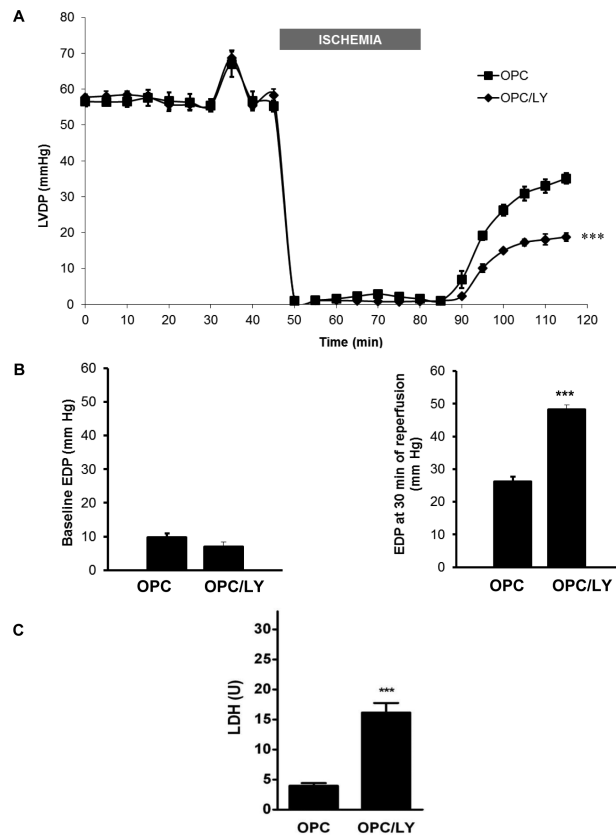 A
ISCHEMIA
80
70
60
50
40
30
20
10
0
LVDP (mmHg)
OPC
OPC/LY
***
0 10 20 30 40 50 60 70 80 90 100 110 120
Time (min)
B
60
50
40
30
20
10
0
Baseline EDP (mm Hg)
OPC OPC/LY
60
50
40
30
20
10
0
EDP at 30 min of reperfusion
(mm Hg)
***
OPC OPC/LY
C
30
25
20
15
10
5
0
LDH (U)
***
OPC OPC/LY